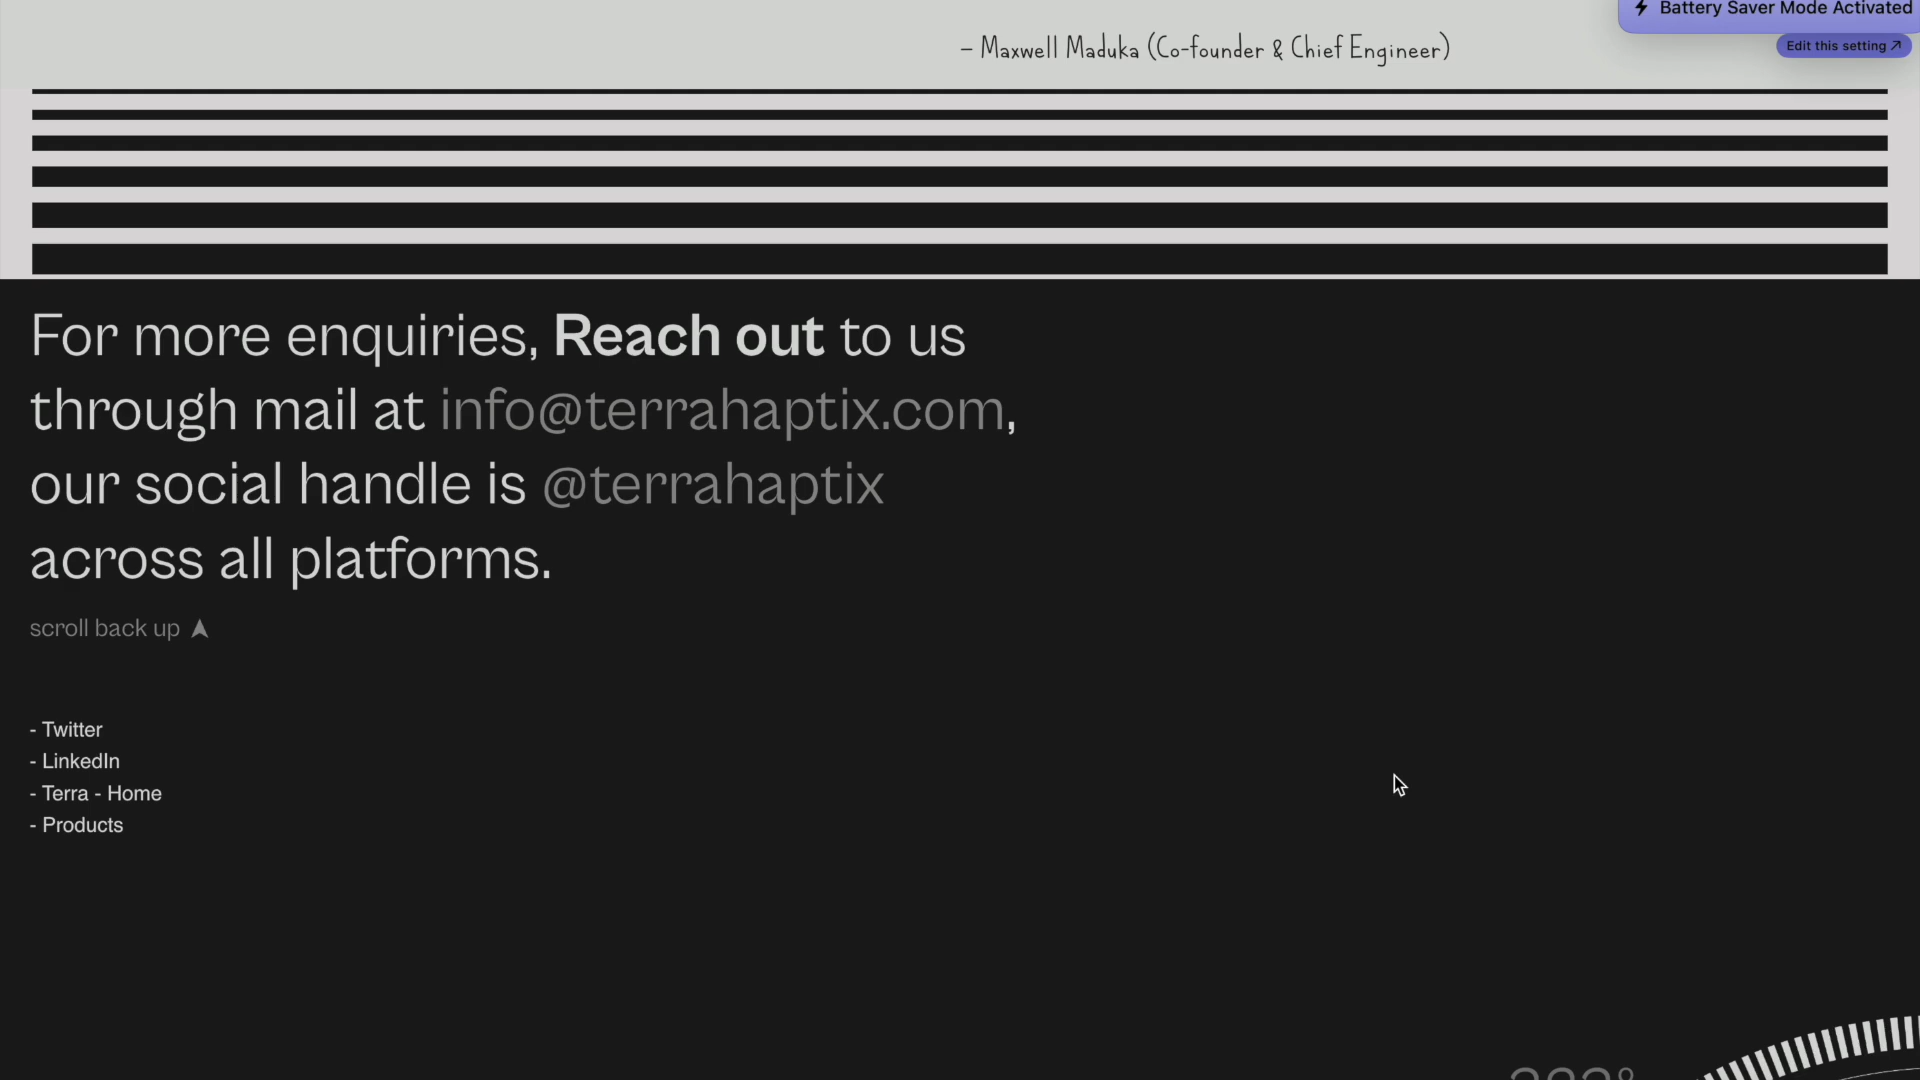 Battery Saver Mode Activated
– Maxwell Maduka (Co-founder & Chief Engineer)
Edit this setting ↗
For more enquiries, Reach out to us
through mail at info@terrahaptix.com,
our social handle is @terrahaptix
across all platforms.
scroll back up
- Twitter
- LinkedIn
- Terra - Home
- Products